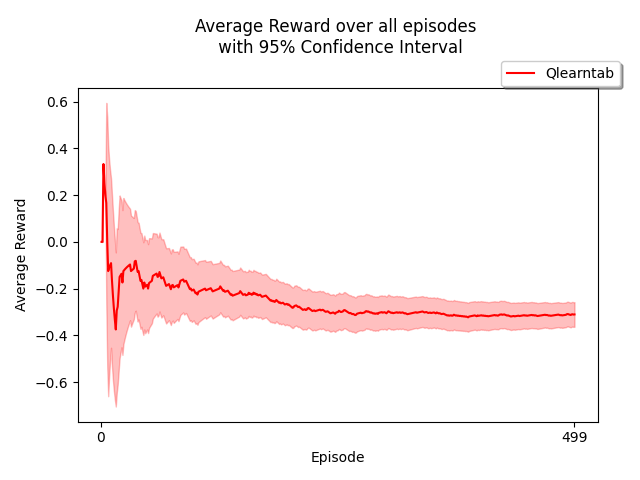 Average Reward over all episodes
with 95% Confidence Interval
Qlearntab
0.6
0.4
0.2
0.0
−0.2
−0.4
−0.6
Average Reward
0
499
Episode